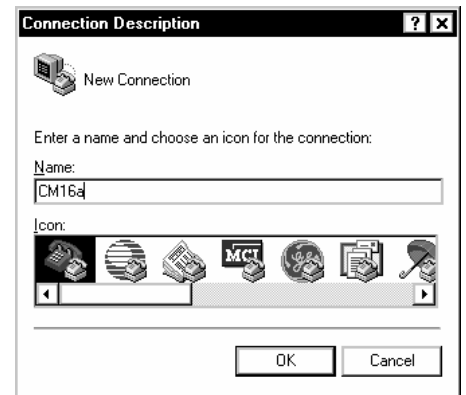 Connection Description
? X
New Connection
Enter a name and choose an icon for the connection:
Name:
CM16a
Icon:
MCI
OK Cancel